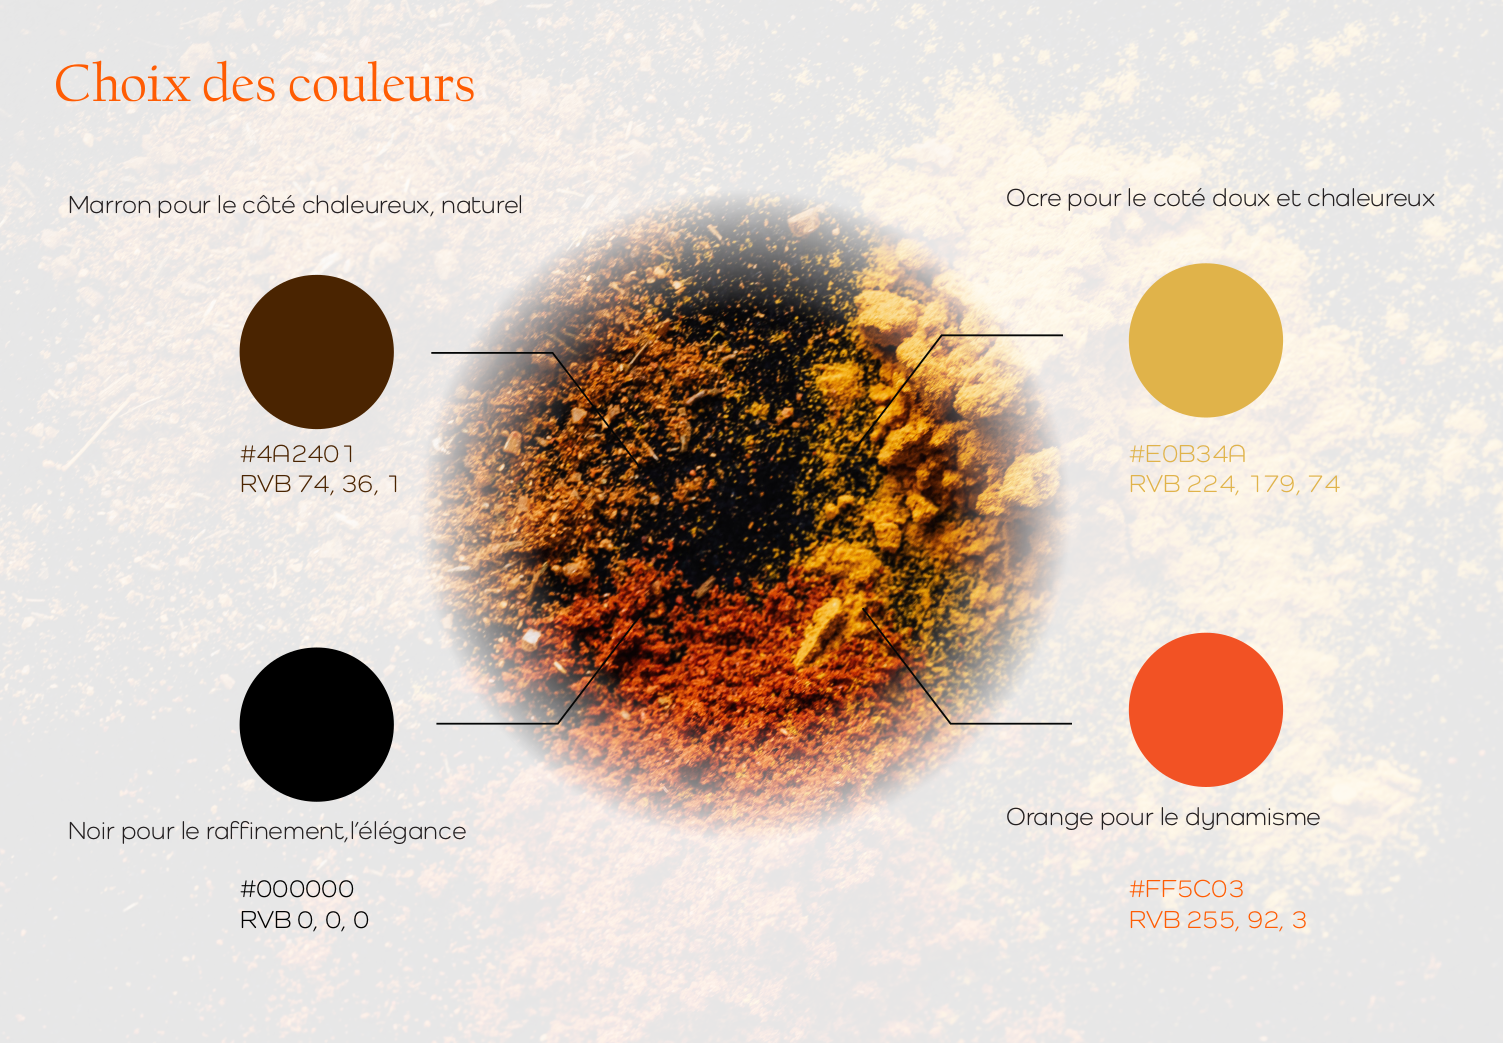 Choix des couleurs
Marron pour le côté chaleureux, naturel
#4A2401
RVB 74, 36, 1
Ocre pour le coté doux et chaleureux
#E0B34A
RVB 224, 179, 74
Noir pour le raffinement,l'élégance
#000000
RVB 0, 0, 0
Orange pour le dynamisme
#FF5C03
RVB 255, 92, 3